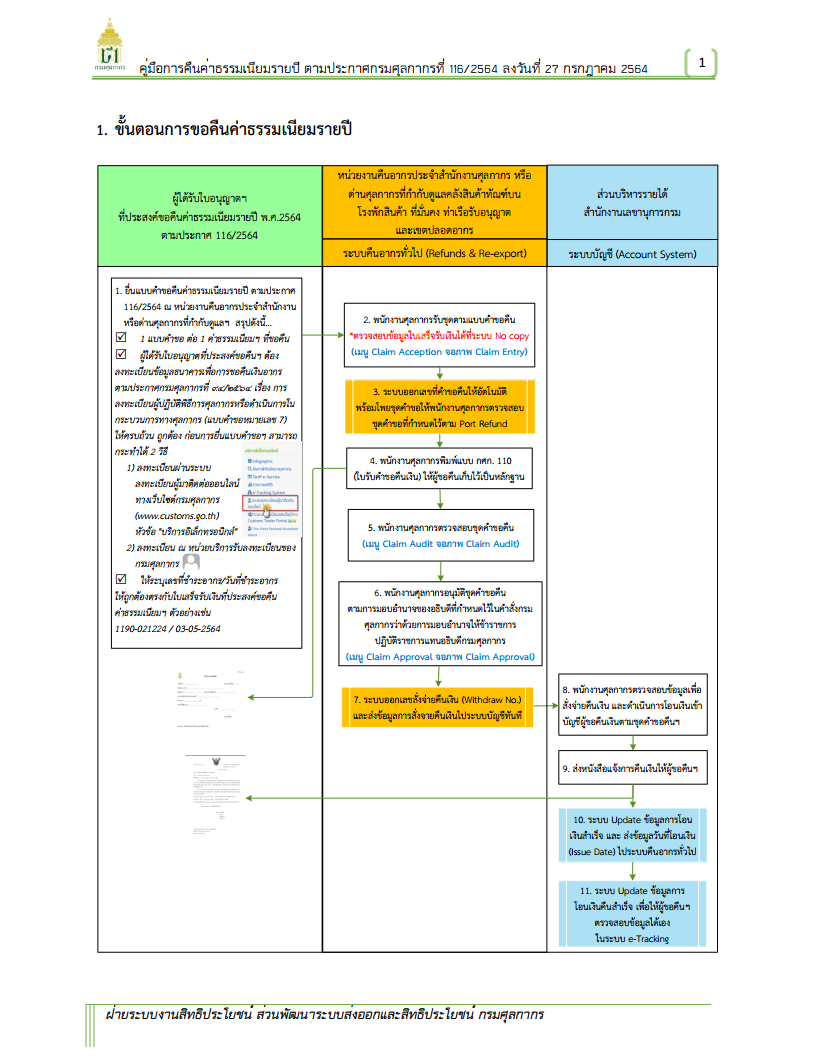 กรมศุลกากร
คู่มือการคืนค่าธรรมเนียมรายปี ตามประกาศกรมศุลกากรที่ 116/2564 ลงวันที่ 27 กรกฎาคม 2564
1
1. ขั้นตอนการขอคืนค่าธรรมเนียมรายปี
ผู้ได้รับใบอนุญาตฯ
ที่ประสงค์ขอคืนค่าธรรมเนียมรายปี พ.ศ.2564
ตามประกาศ 116/2564
หน่วยงานคืนอากรประจำสำนักงานศุลกากร หรือ
ด่านศุลกากรที่กำกับดูแลคลังสินค้าทัณฑ์บน
โรงพักสินค้า ที่มั่นคง ท่าเรือรับอนุญาต
และเขตปลอดอากร
ระบบคืนอากรทั่วไป (Refunds & Re-export)
ส่วนบริหารรายได้
สำนักงานเลขานุการกรม
ระบบบัญชี (Account System)
1. ยื่นแบบคำขอคืนค่าธรรมเนียมรายปี ตามประกาศ
116/2564 ณ หน่วยงานคืนอากรประจำสำนักงาน
หรือด่านศุลกากรที่กำกับดูแลฯ สรุปดังนี้...
☑ 1 แบบคำขอ ต่อ 1 ค่าธรรมเนียมฯ ที่ขอคืน
☑ ผู้ได้รับใบอนุญาตที่ประสงค์ขอคืนฯ ต้อง
ลงทะเบียนข้อมูลธนาคารเพื่อการขอคืนเงินอากร
ตามประกาศกรมศุลกากรที่ ๙๔/๒๕๖๔ เรื่อง การ
ลงทะเบียนผู้ปฏิบัติพิธีการศุลกากรหรือดำเนินการใน
กระบวนการทางศุลกากร (แบบคำขอหมายเลข 7)
ให้ครบถ้วน ถูกต้อง ก่อนการยื่นแบบคำขอฯ สามารถ
กระทำได้ 2 วิธี
1) ลงทะเบียนผ่านระบบ
ลงทะเบียนผู้มาติดต่อออนไลน์
ทางเว็บไซต์กรมศุลกากร
(www.customs.go.th)
หัวข้อ "บริการอิเล็กทรอนิกส์"
2) ลงทะเบียน ณ หน่วยบริการรับลงทะเบียนของ
กรมศุลกากร
☑ ให้ระบุเลขที่ชำระอากร/วันที่ชำระอากร
ให้ถูกต้องตรงกับใบเสร็จรับเงินที่ประสงค์ขอคืน
ค่าธรรมเนียมฯ ตัวอย่างเช่น
1190-021224 / 03-05-2564
Infographic
Tariff e-Service
e-Tracking System
Customs Trader Portal
2. พนักงานศุลกากรรับชุดตามแบบคำขอคืน
*ตรวจสอบข้อมูลใบเสร็จรับเงินได้ที่ระบบ No copy
(เมนู Claim Acception จอภาพ Claim Entry)
3. ระบบออกเลขที่คำขอคืนให้อัตโนมัติ
พร้อมโพยชุดคำขอให้พนักงานศุลกากรตรวจสอบ
ชุดคำขอที่กำหนดไว้ตาม Port Refund
4. พนักงานศุลกากรพิมพ์แบบ กศก. 110
(ใบรับคำขอคืนเงิน) ให้ผู้ขอคืนเก็บไว้เป็นหลักฐาน
5. พนักงานศุลกากรตรวจสอบชุดคำขอคืน
(เมนู Claim Audit จอภาพ Claim Audit)
6. พนักงานศุลกากรอนุมัติชุดคำขอคืน
ตามการมอบอำนาจของอธิบดีที่กำหนดไว้ในคำสั่งกรม
ศุลกากรว่าด้วยการมอบอำนาจให้ข้าราชการ
ปฏิบัติราชการแทนอธิบดีกรมศุลกากร
(เมนู Claim Approval จอภาพ Claim Approval)
7. ระบบออกเลขสั่งจ่ายคืนเงิน (Withdraw No.)
และส่งข้อมูลการสั่งจายคืนเงินไประบบบัญชีทันที
8. พนักงานศุลกากรตรวจสอบข้อมูลเพื่อ
สั่งจ่ายคืนเงิน และดำเนินการโอนเงินเข้า
บัญชีผู้ขอคืนเงินตามชุดคำขอคืนฯ
9. ส่งหนังสือแจ้งการคืนเงินให้ผู้ขอคืนฯ
10. ระบบ Update ข้อมูลการโอน
เงินสำเร็จ และ ส่งข้อมูลวันที่โอนเงิน
(Issue Date) ไประบบคืนอากรทั่วไป
11. ระบบ Update ข้อมูลการ
โอนเงินคืนสำเร็จ เพื่อให้ผู้ขอคืนฯ
ตรวจสอบข้อมูลได้เอง
ในระบบ e-Tracking
ฝ่ายระบบงานสิทธิประโยชน์ ส่วนพัฒนาระบบส่งออกและสิทธิประโยชน์ กรมศุลกากร